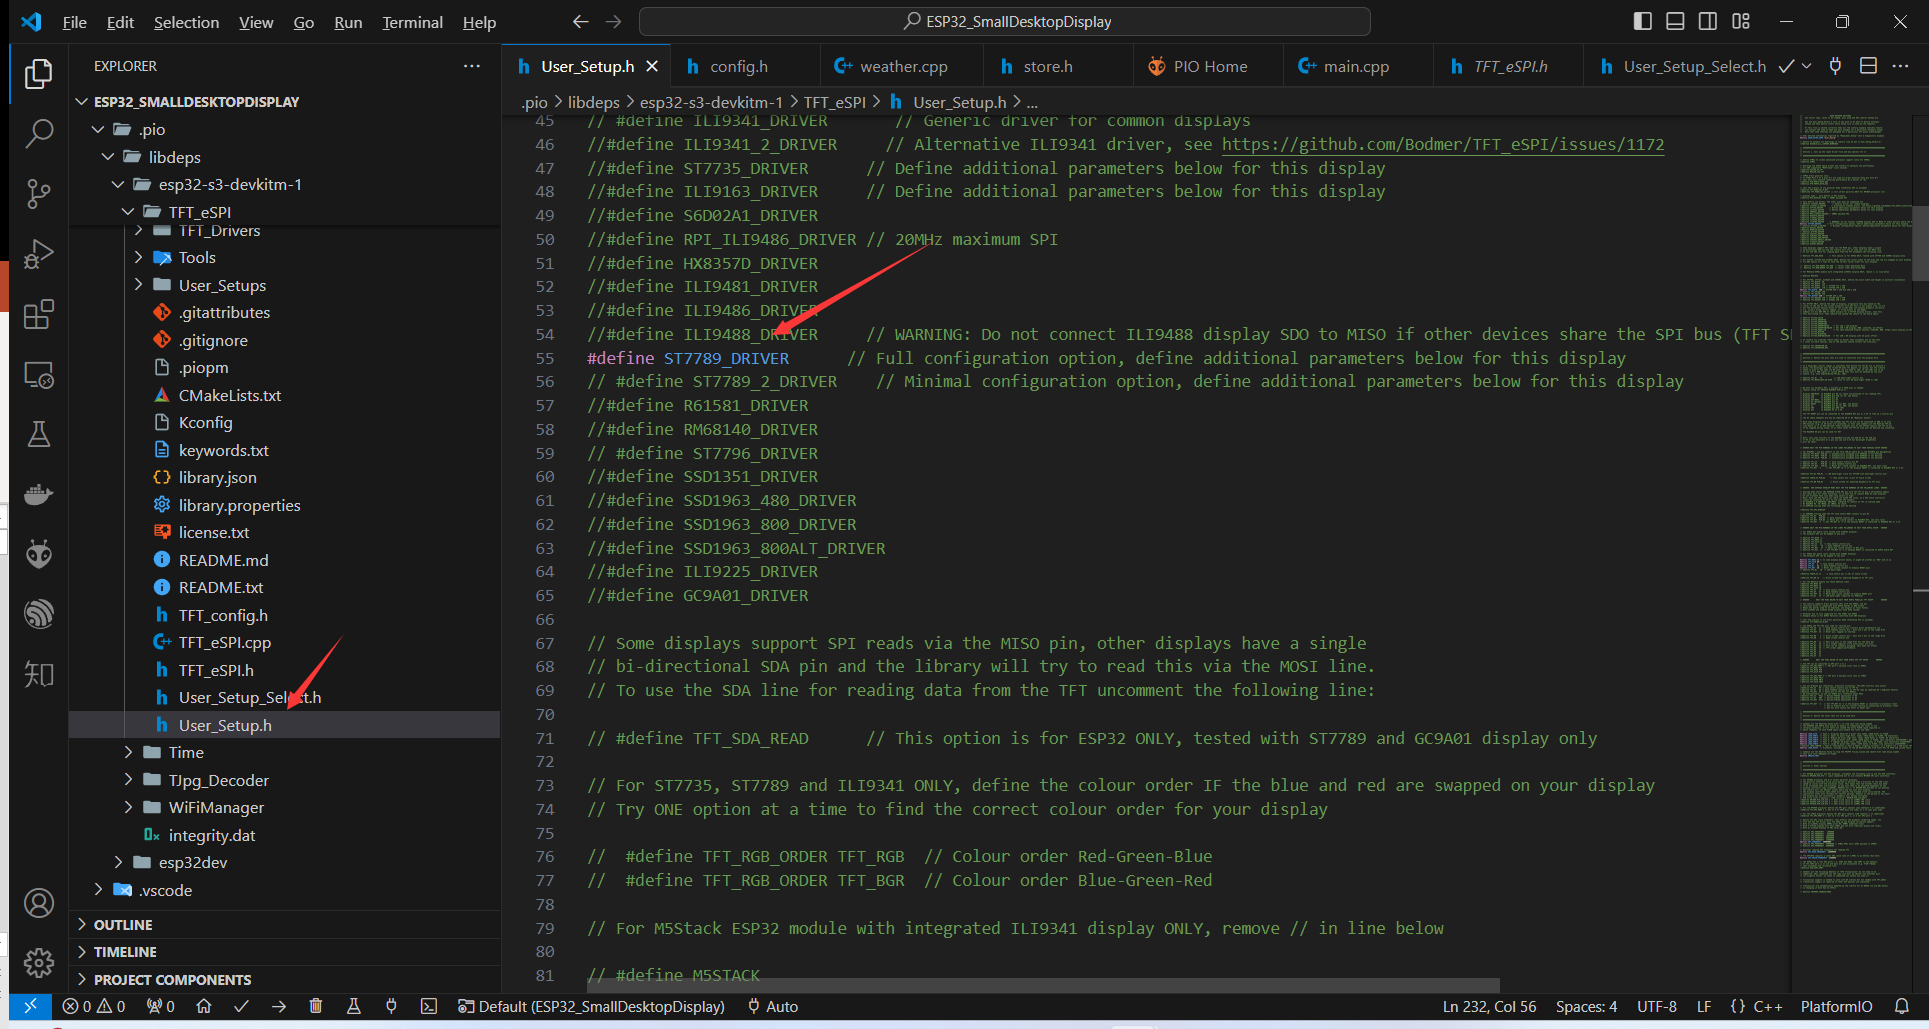 File Edit Selection View Go Run Terminal Help
ESP32_SmallDesktopDisplay
EXPLORER
ESP32_SMALLDESKTOPDISPLAY
.pio
libdeps
esp32-s3-devkitm-1
TFT_eSPI
TFT_Drivers
Tools
User_Setups
.gitattributes
.gitignore
.piopm
CMakeLists.txt
Kconfig
keywords.txt
library.json
library.properties
license.txt
README.md
README.txt
TFT_config.h
TFT_eSPI.cpp
TFT_eSPI.h
User_Setup_Select.h
User_Setup.h
Time
TJpg_Decoder
WiFiManager
integrity.dat
esp32dev
.vscode
OUTLINE
TIMELINE
PROJECT COMPONENTS
知
User_Setup.h config.h weather.cpp store.h PIO Home main.cpp TFT_eSPI.h User_Setup_Select.h
.pio > libdeps > esp32-s3-devkitm-1 > TFT_eSPI > User_Setup.h > ...
45 // #define ILI9341_DRIVER // Generic driver for common displays
46 //#define ILI9341_2_DRIVER // Alternative ILI9341 driver, see https://github.com/Bodmer/TFT_eSPI/issues/1172
47 //#define ST7735_DRIVER // Define additional parameters below for this display
48 //#define ILI9163_DRIVER // Define additional parameters below for this display
49 //#define S6D02A1_DRIVER
50 //#define RPI_ILI9486_DRIVER // 20MHz maximum SPI
51 //#define HX8357D_DRIVER
52 //#define ILI9481_DRIVER
53 //#define ILI9486_DRIVER
54 //#define ILI9488_DRIVER // WARNING: Do not connect ILI9488 display SDO to MISO if other devices share the SPI bus (TFT S
55 #define ST7789_DRIVER // Full configuration option, define additional parameters below for this display
56 // #define ST7789_2_DRIVER // Minimal configuration option, define additional parameters below for this display
57 //#define R61581_DRIVER
58 //#define RM68140_DRIVER
59 // #define ST7796_DRIVER
60 //#define SSD1351_DRIVER
61 //#define SSD1963_480_DRIVER
62 //#define SSD1963_800_DRIVER
63 //#define SSD1963_800ALT_DRIVER
64 //#define ILI9225_DRIVER
65 //#define GC9A01_DRIVER
66
67 // Some displays support SPI reads via the MISO pin, other displays have a single
68 // bi-directional SDA pin and the library will try to read this via the MOSI line.
69 // To use the SDA line for reading data from the TFT uncomment the following line:
70
71 // #define TFT_SDA_READ // This option is for ESP32 ONLY, tested with ST7789 and GC9A01 display only
72
73 // For ST7735, ST7789 and ILI9341 ONLY, define the colour order IF the blue and red are swapped on your display
74 // Try ONE option at a time to find the correct colour order for your display
75
76 // #define TFT_RGB_ORDER TFT_RGB // Colour order Red-Green-Blue
77 // #define TFT_RGB_ORDER TFT_BGR // Colour order Blue-Green-Red
78
79 // For M5Stack ESP32 module with integrated ILI9341 display ONLY, remove // in line below
80
81 // #define M5STACK
0 0 0 Default (ESP32_SmallDesktopDisplay) Auto Ln 232, Col 56 Spaces: 4 UTF-8 LF {} C++ PlatformIO